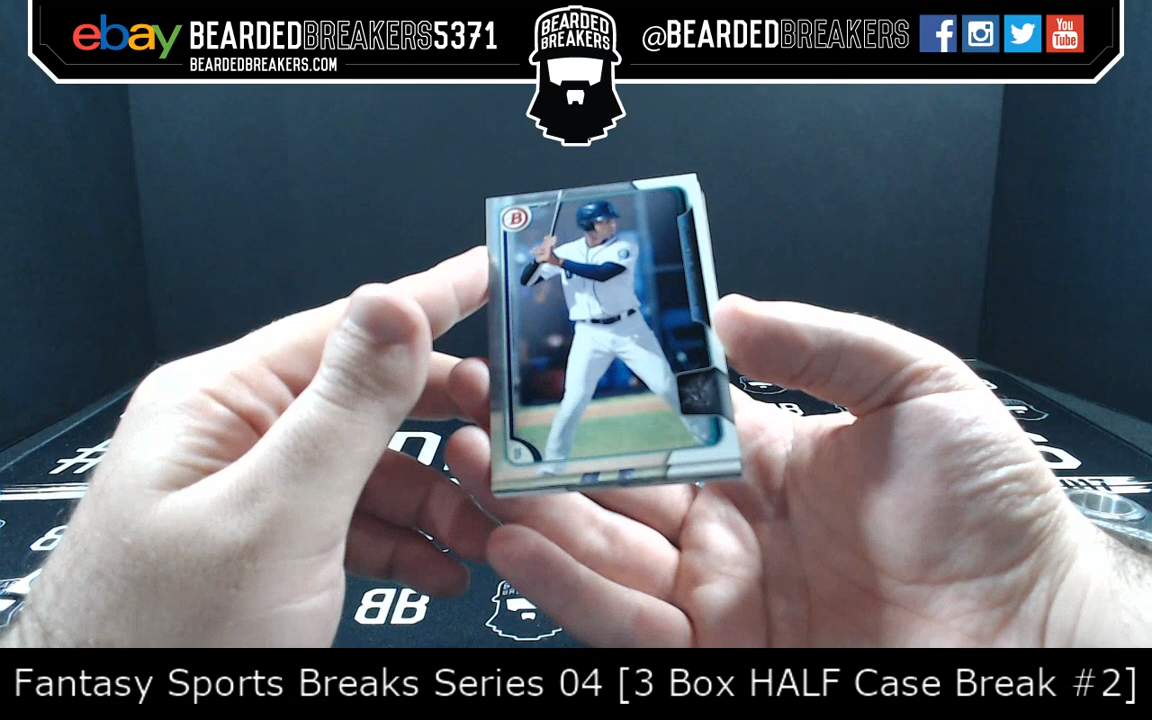 ebay BEARDEDBREAKERS5371
BEARDEDBREAKERS.COM
BEARDED
BREAKERS
@BEARDEDBREAKERS
f
You
Tube
B
BB
Fantasy Sports Breaks Series 04 [3 Box HALF Case Break #2]